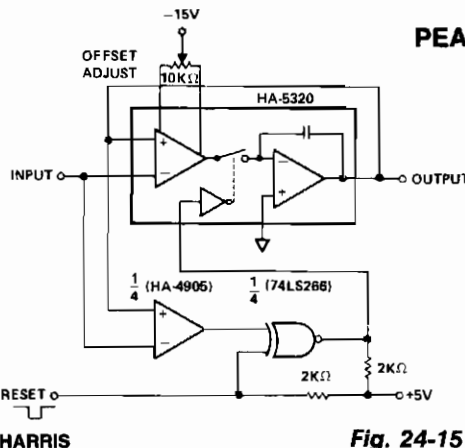 −15V
PEA
OFFSET
ADJUST
10KΩ
HA-5320
+
−
−
+
INPUT
OUTPUT
1/4 (HA-4905)
1/4 (74LS266)
+
−
2KΩ
2KΩ
RESET
+5V
HARRIS
Fig. 24-15